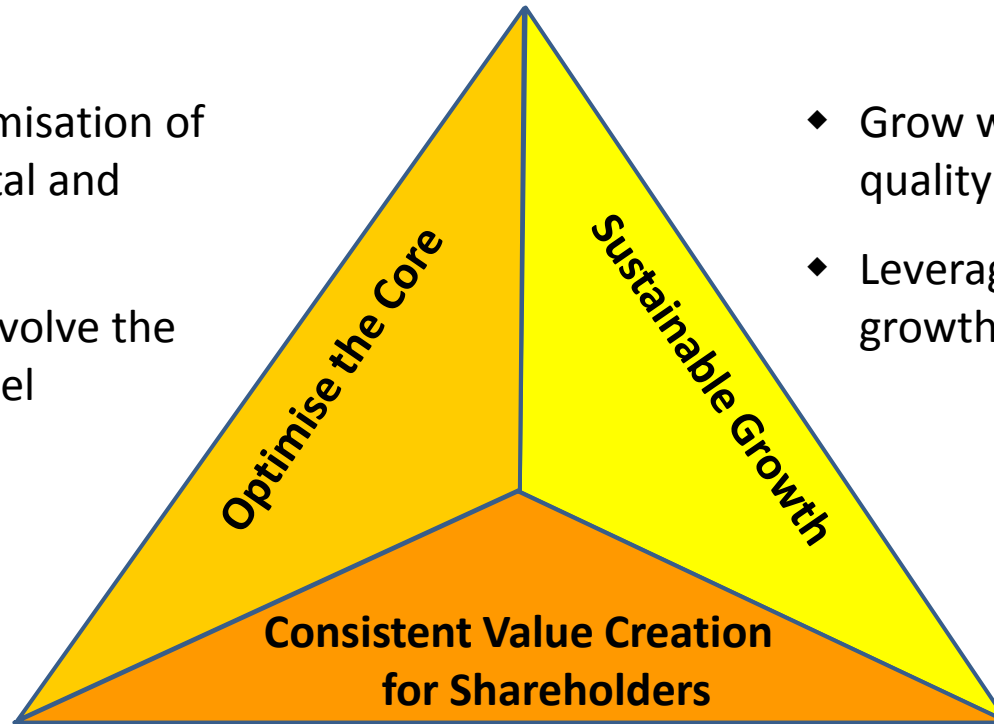 misation of
tal and
volve the
el
Optimise the Core
Sustainable Growth
Consistent Value Creation
for Shareholders
◆ Grow w
quality
◆ Leverag
growth